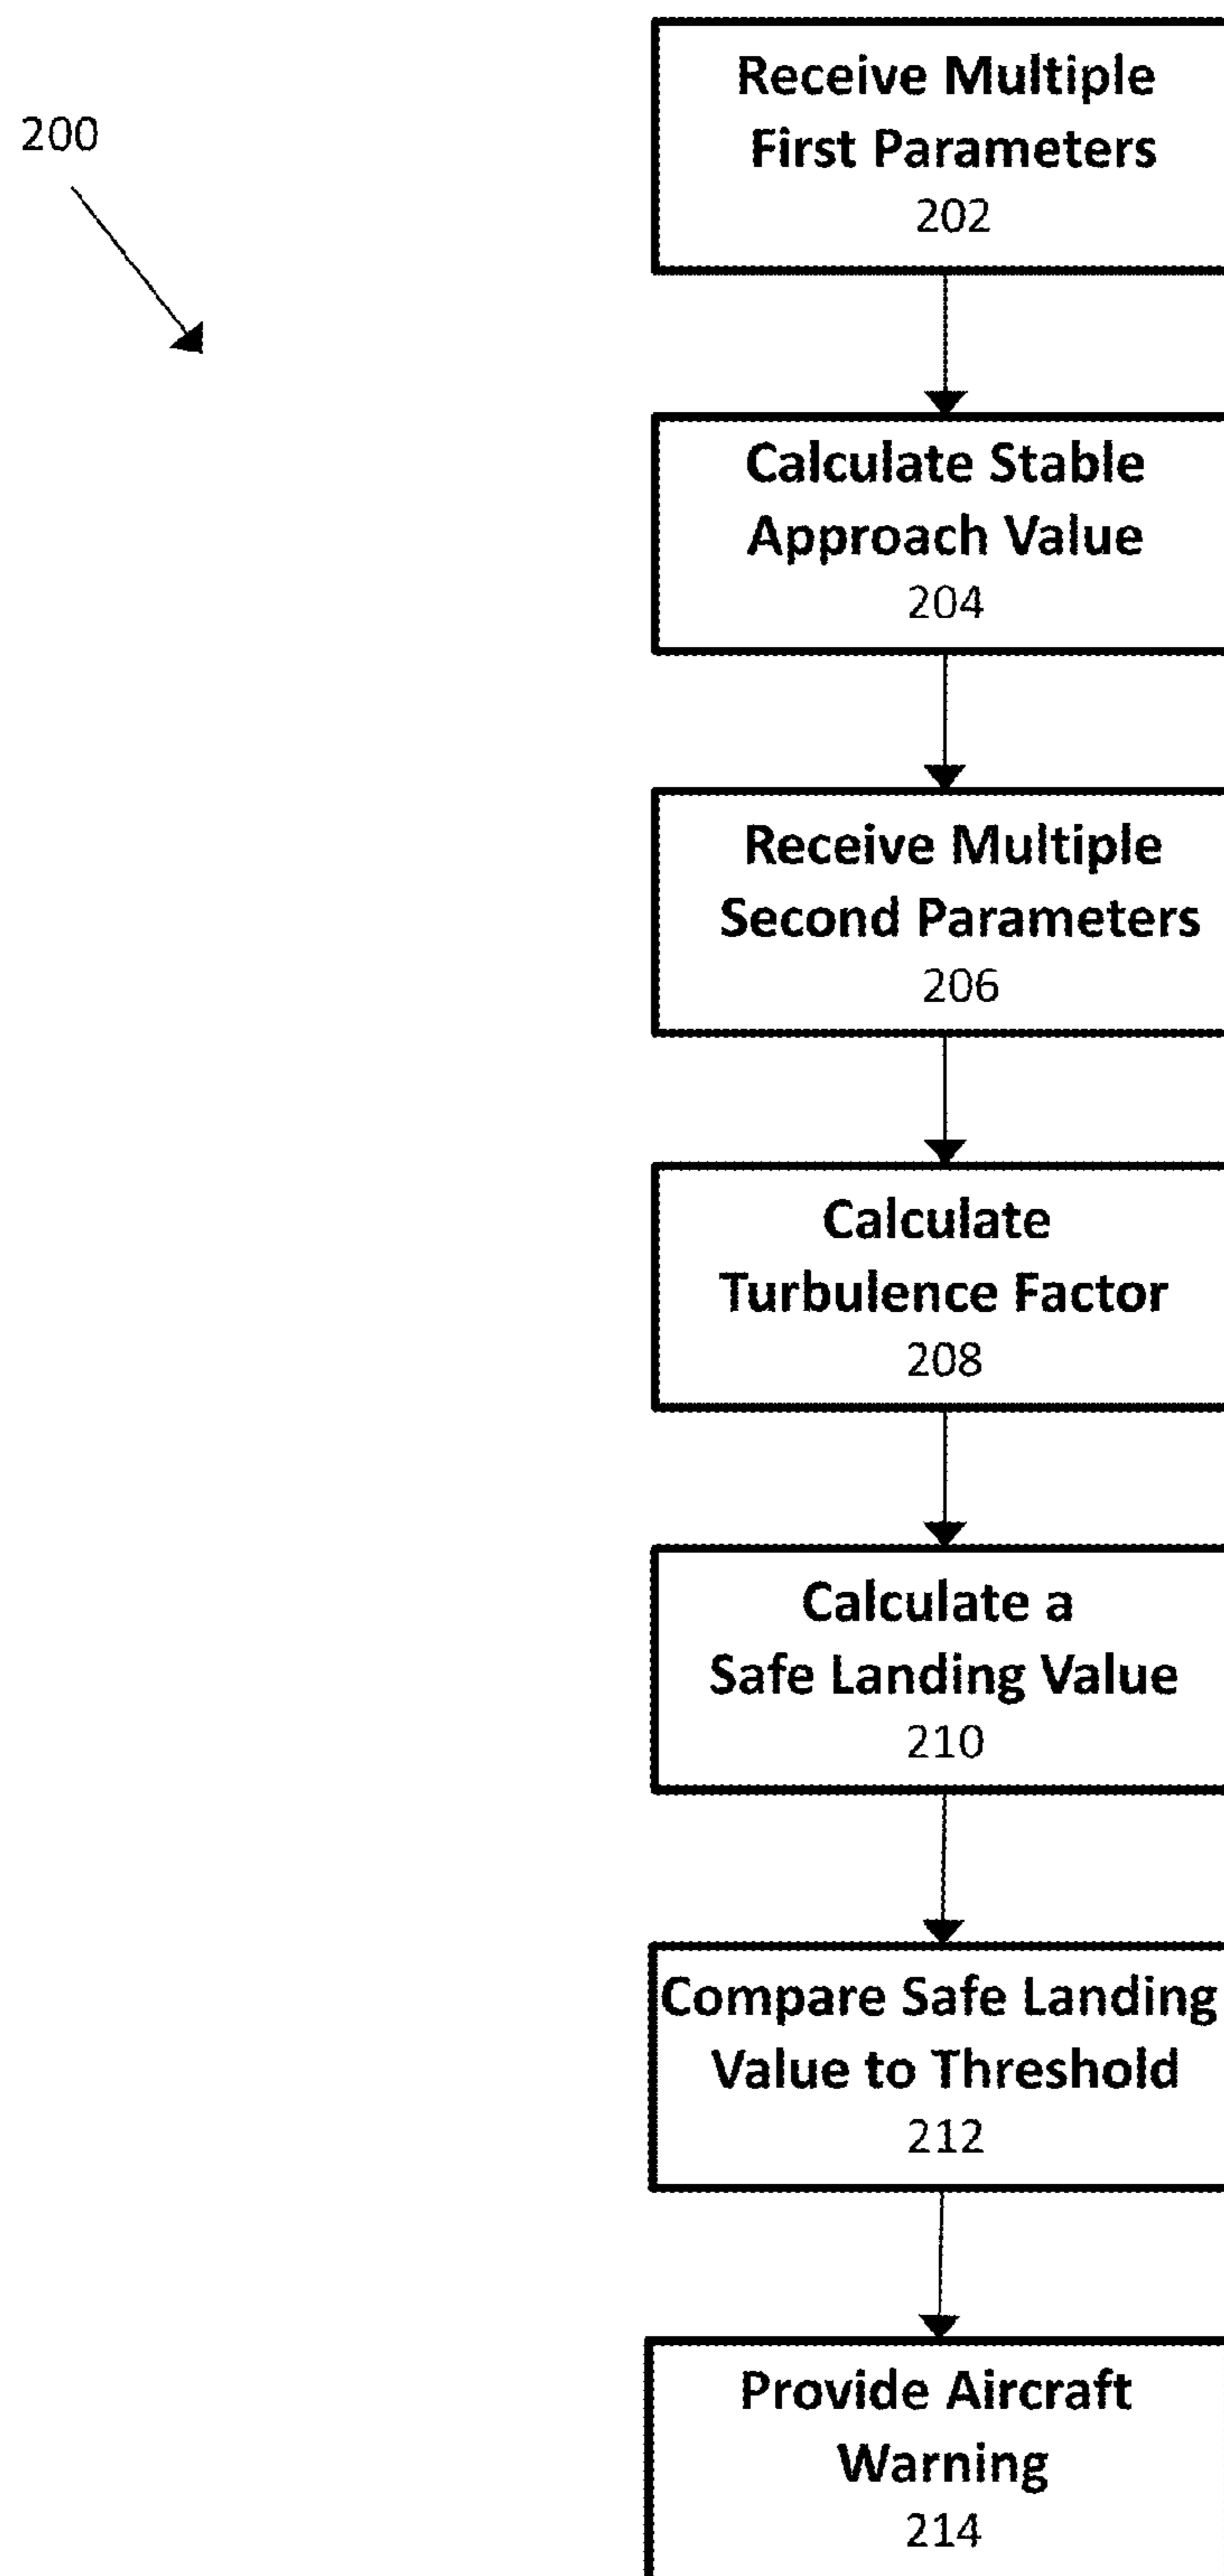 200
Receive Multiple
First Parameters
202
Calculate Stable
Approach Value
204
Receive Multiple
Second Parameters
206
Calculate
Turbulence Factor
208
Calculate a
Safe Landing Value
210
Compare Safe Landing
Value to Threshold
212
Provide Aircraft
Warning
214